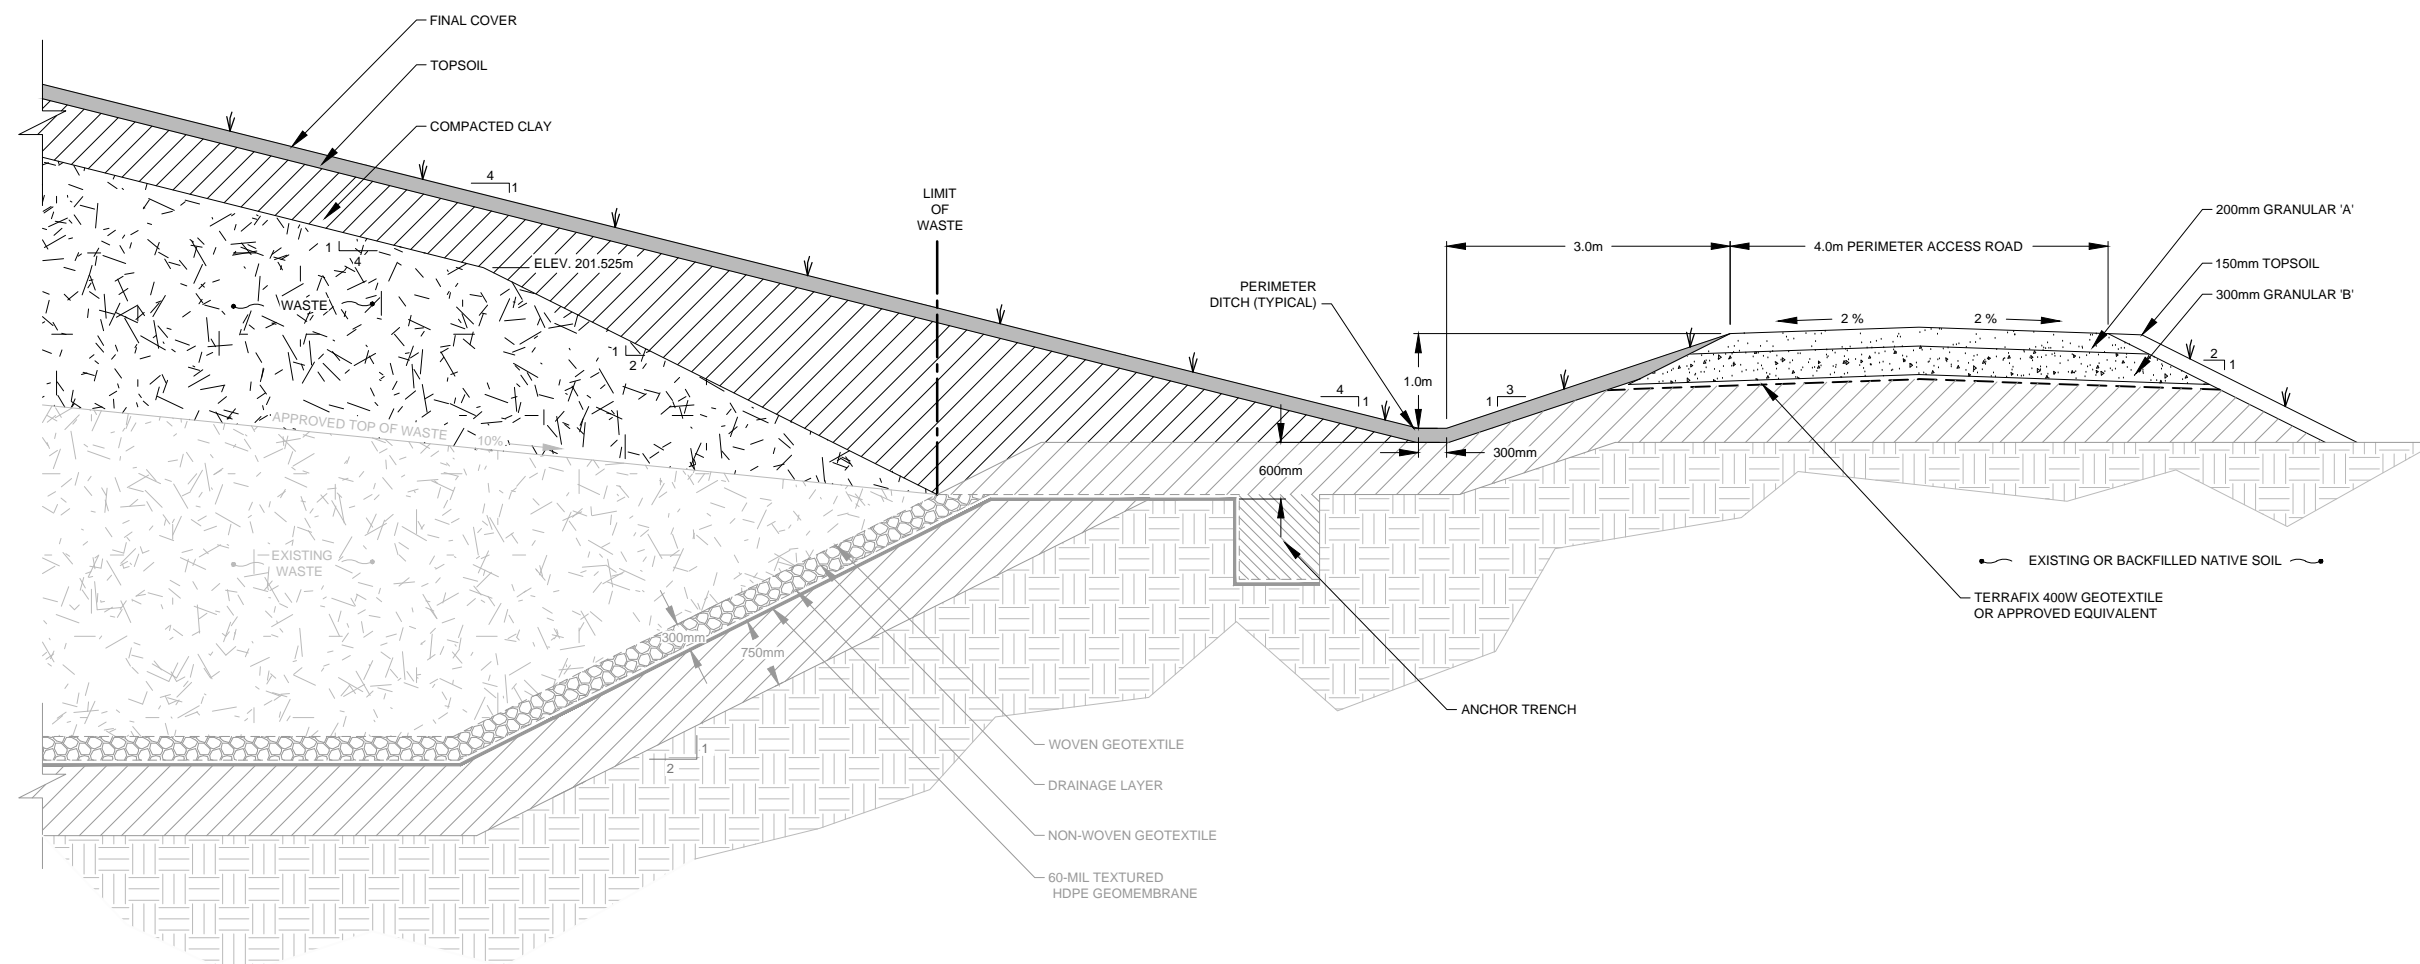 FINAL COVER
TOPSOIL
COMPACTED CLAY
4
1
LIMIT
OF
WASTE
200mm GRANULAR 'A'
3.0m
4.0m PERIMETER ACCESS ROAD
1
4
ELEV. 201.525m
150mm TOPSOIL
PERIMETER
DITCH (TYPICAL)
300mm GRANULAR 'B'
WASTE
2 %
2 %
1
2
2
1
1.0m
4
1
3
1
APPROVED TOP OF WASTE
10%
300mm
600mm
EXISTING
WASTE
EXISTING OR BACKFILLED NATIVE SOIL
TERRAFIX 400W GEOTEXTILE
OR APPROVED EQUIVALENT
300mm
750mm
ANCHOR TRENCH
WOVEN GEOTEXTILE
1
2
DRAINAGE LAYER
NON-WOVEN GEOTEXTILE
60-MIL TEXTURED
HDPE GEOMEMBRANE